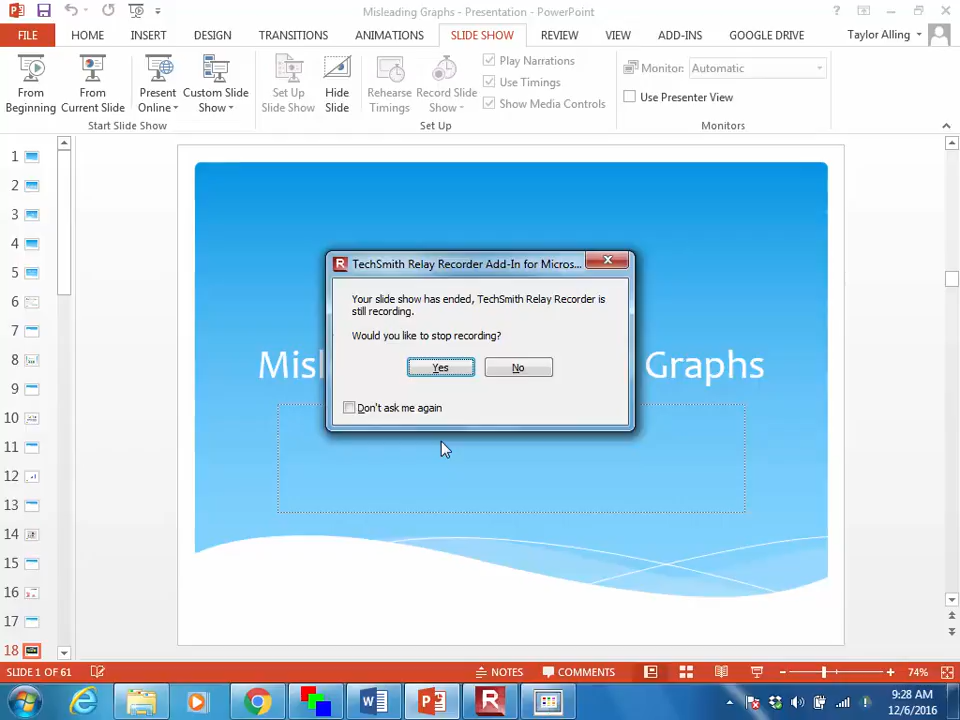 Misleading Graphs - Presentation - PowerPoint
FILE HOME INSERT DESIGN TRANSITIONS ANIMATIONS SLIDE SHOW REVIEW VIEW ADD-INS GOOGLE DRIVE Taylor Alling
From Beginning
From Current Slide
Present Online
Custom Slide Show
Start Slide Show
Set Up Slide Show
Hide Slide
Rehearse Timings
Record Slide Show
Play Narrations
Use Timings
Show Media Controls
Set Up
Monitor: Automatic
Use Presenter View
Monitors
1
2
3
4
5
6
7
8
9
10
11
12
13
14
15
16
17
18
TechSmith Relay Recorder Add-In for Micros...
Your slide show has ended, TechSmith Relay Recorder is
still recording.
Would you like to stop recording?
Yes No
Don't ask me again
Graphs
SLIDE 1 OF 61 NOTES COMMENTS 74%
9:28 AM
12/6/2016